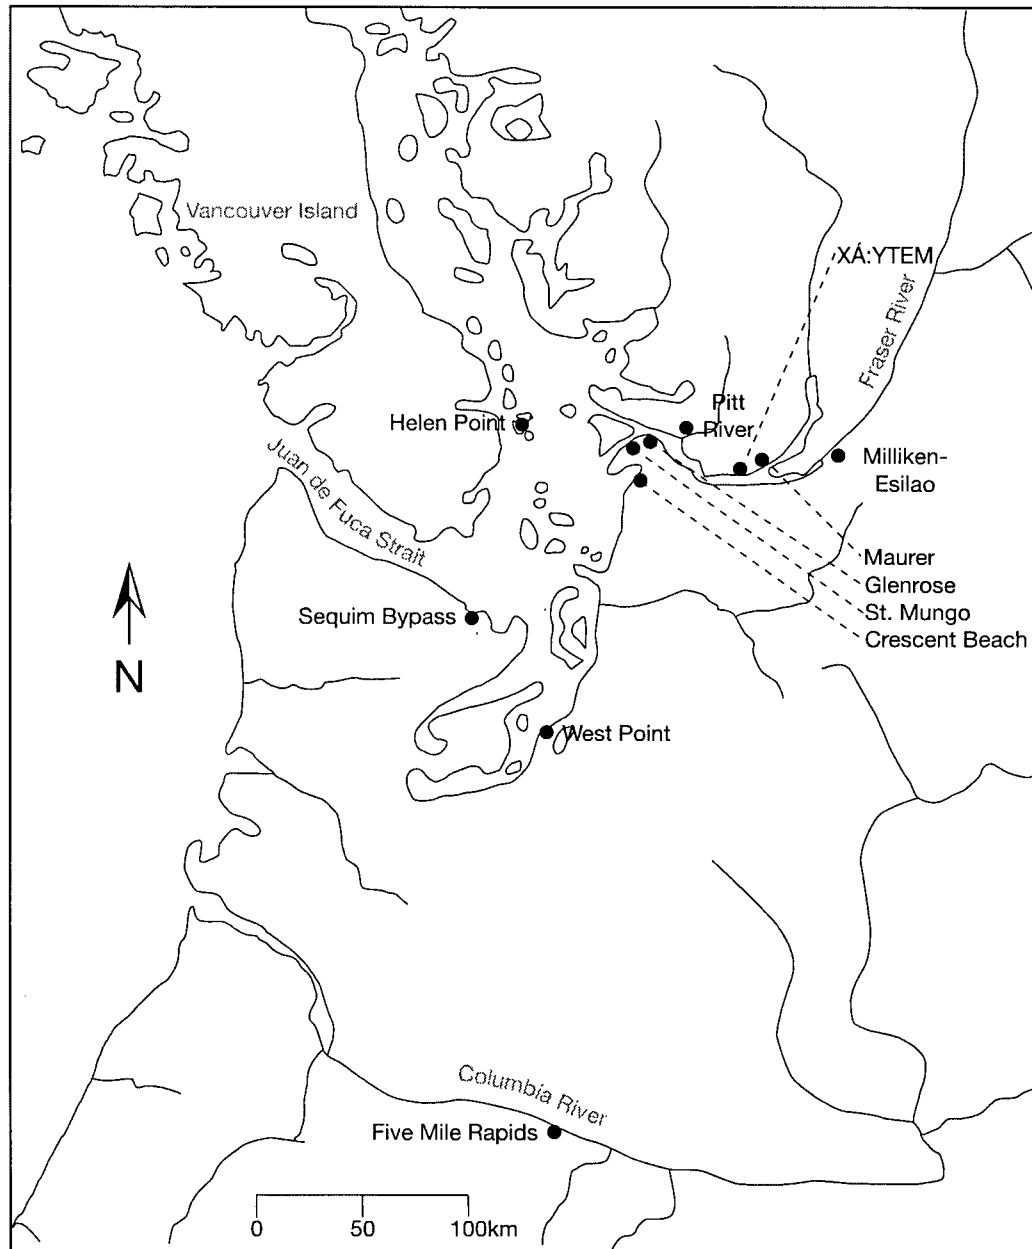 Vancouver Island
XÁ:YTEM
Fraser River
Pitt
River
Helen Point
Milliken-
Esilao
Juan de Fuca Strait
Maurer
Glenrose
St. Mungo
Crescent Beach
Sequim Bypass
N
West Point
Columbia River
Five Mile Rapids
0 50 100km